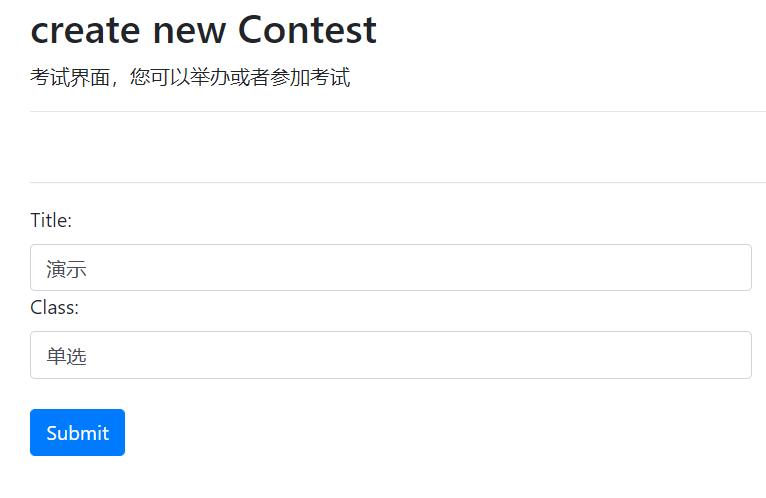 create new Contest
考试界面，您可以举办或者参加考试
Title:
演示
Class:
单选
Submit